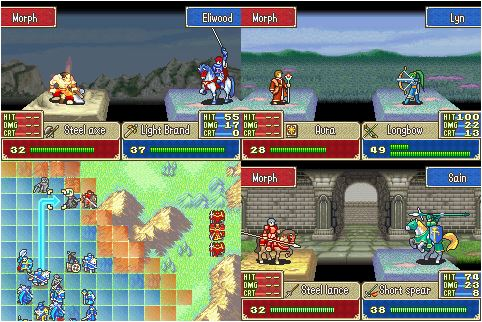 Morph
Eliwood
HIT --
DMG --
CRT --
Steel axe
Light Brand
HIT 55
DMG 17
CRT 0
32
37
Morph
Lyn
HIT --
DMG --
CRT --
Aura
Longbow
HIT 100
DMG 22
CRT 13
28
49
Morph
Sain
HIT --
DMG --
CRT --
Steel lance
Short spear
HIT 74
DMG 23
CRT 8
32
38